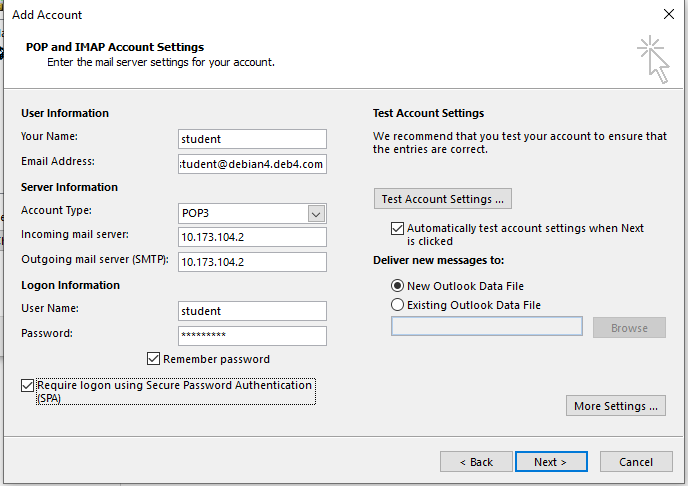 Add Account
POP and IMAP Account Settings
Enter the mail server settings for your account.
User Information
Your Name:
student
Email Address:
student@debian4.deb4.com
Server Information
Account Type:
POP3
Incoming mail server:
10.173.104.2
Outgoing mail server (SMTP):
10.173.104.2
Logon Information
User Name:
student
Password:
*********
Remember password
Require logon using Secure Password Authentication
(SPA)
Test Account Settings
We recommend that you test your account to ensure that
the entries are correct.
Test Account Settings ...
Automatically test account settings when Next
is clicked
Deliver new messages to:
New Outlook Data File
Existing Outlook Data File
Browse
More Settings ...
< Back
Next >
Cancel